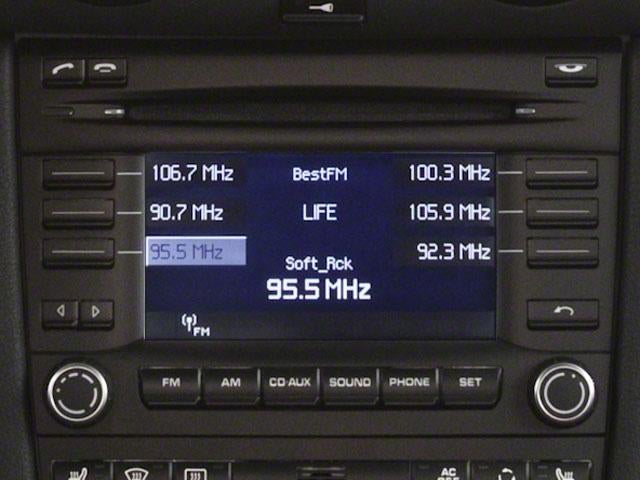 106.7 MHz BestFM 100.3 MHz
90.7 MHz LIFE 105.9 MHz
95.5 MHz 92.3 MHz
Soft_Rck
95.5 MHz
FM
FM AM CD·AUX SOUND PHONE SET
AC